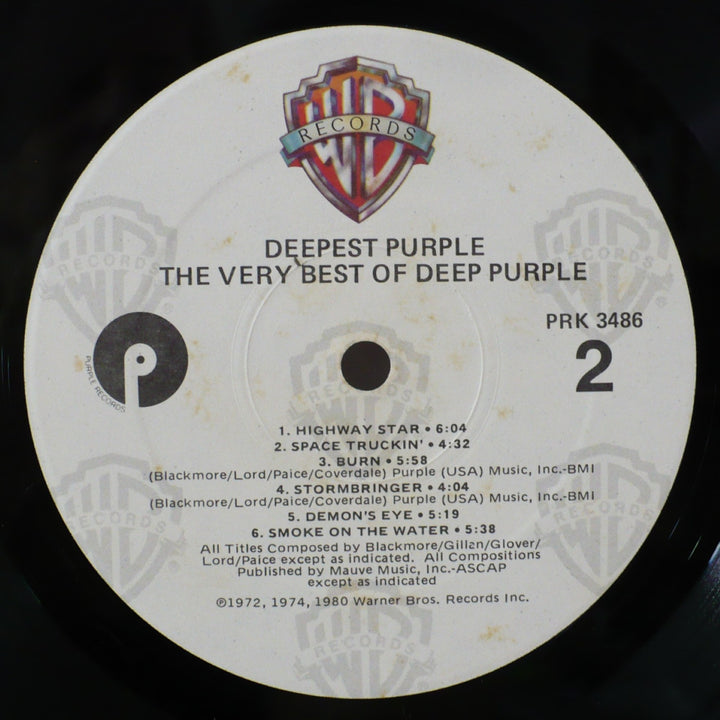 WB
RECORDS
DEEPEST PURPLE
THE VERY BEST OF DEEP PURPLE
PRK 3486
2
PURPLE RECORDS
1. HIGHWAY STAR • 6:04
2. SPACE TRUCKIN' • 4:32
3. BURN • 5:58
(Blackmore/Lord/Paice/Coverdale) Purple (USA) Music, Inc.-BMI
4. STORMBRINGER • 4:04
(Blackmore/Lord/Paice/Coverdale) Purple (USA) Music, Inc.-BMI
5. DEMON'S EYE • 5:19
6. SMOKE ON THE WATER • 5:38
All Titles Composed by Blackmore/Gillan/Glover/
Lord/Paice except as indicated. All Compositions
Published by Mauve Music, Inc.-ASCAP
except as indicated
℗1972, 1974, 1980 Warner Bros. Records Inc.